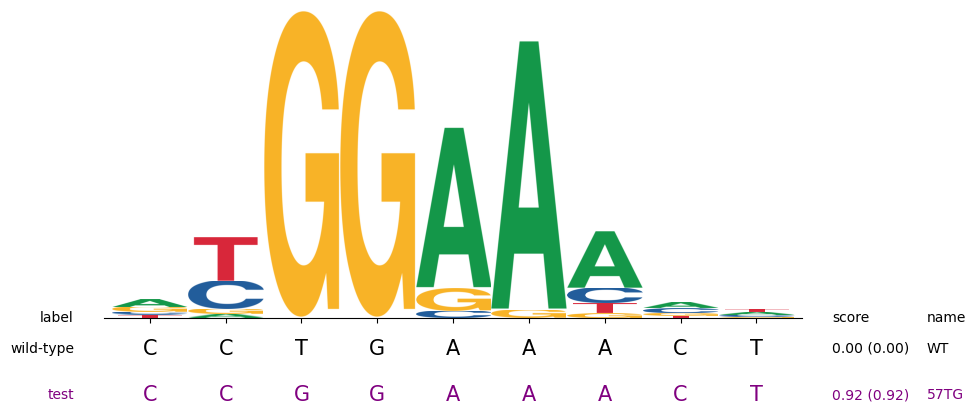 A T C G A G G G A G C A G A C T G A C G T T A C
label score name
wild-type C C T G A A A C T 0.00 (0.00) WT
test C C G G A A A C T 0.92 (0.92) 57TG